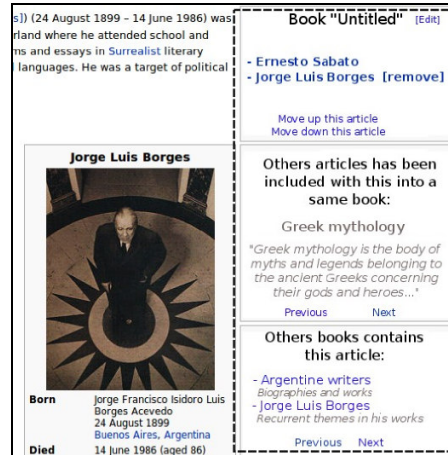 s]) (24 August 1899 – 14 June 1986) was
rland where he attended school and
ms and essays in Surrealist literary
languages. He was a target of political
Jorge Luis Borges
Born Jorge Francisco Isidoro Luis
Borges Acevedo
24 August 1899
Buenos Aires, Argentina
Died 14 June 1986 (aged 86)
Book "Untitled" [Edit]
- Ernesto Sabato
- Jorge Luis Borges [remove]
Move up this article
Move down this article
Others articles has been
included with this into a
same book:
Greek mythology
"Greek mythology is the body of
myths and legends belonging to
the ancient Greeks concerning
their gods and heroes..."
Previous Next
Others books contains
this article:
- Argentine writers
Biographies and works
- Jorge Luis Borges
Recurrent themes in his works
Previous Next